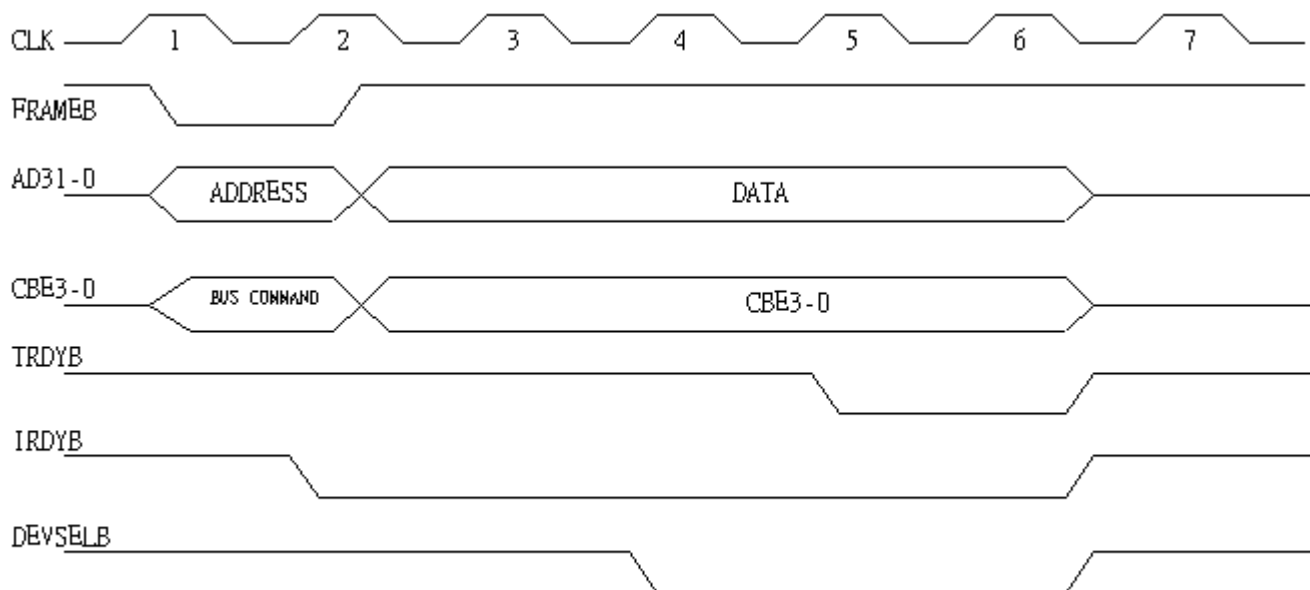 CLK 1 2 3 4 5 6 7
FRAMEB
AD31-0 ADDRESS DATA
CBE3-0 BUS COMMAND CBE3-0
TRDYB
IRDYB
DEVSELB